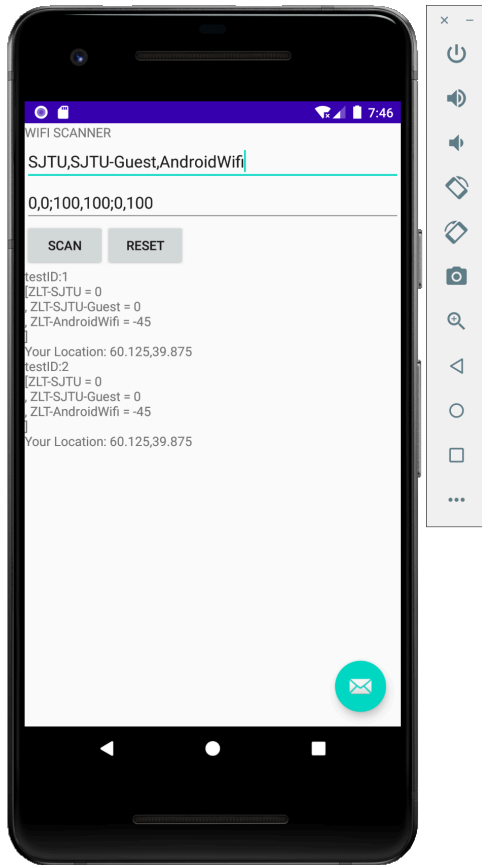 7:46
WIFI SCANNER
SJTU,SJTU-Guest,AndroidWifi
0,0;100,100;0,100
SCAN RESET
testID:1
[ZLT-SJTU = 0
, ZLT-SJTU-Guest = 0
, ZLT-AndroidWifi = -45
]
Your Location: 60.125,39.875
testID:2
[ZLT-SJTU = 0
, ZLT-SJTU-Guest = 0
, ZLT-AndroidWifi = -45
]
Your Location: 60.125,39.875